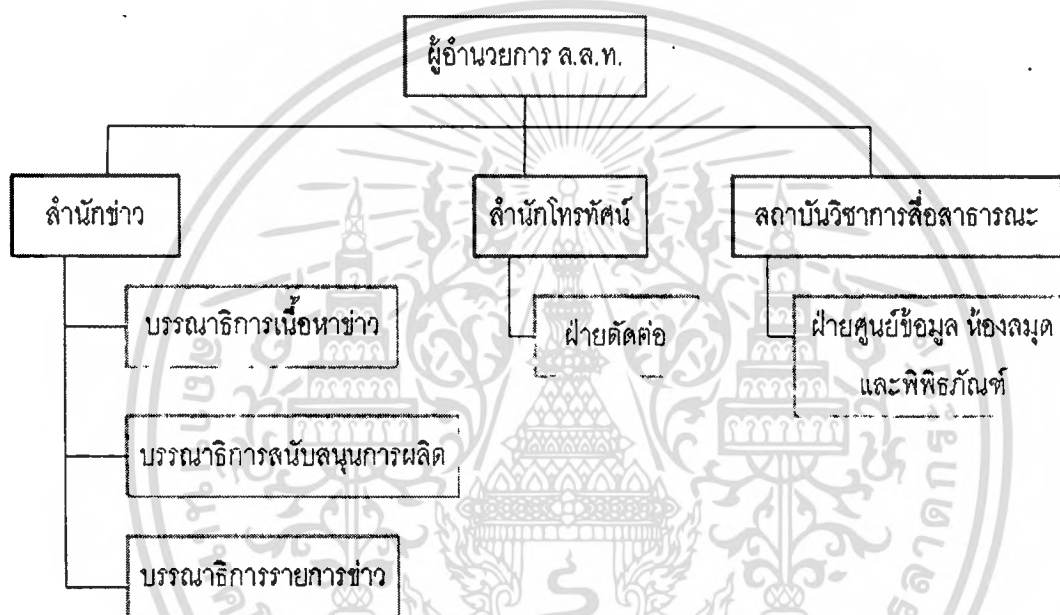 ผู้อำนวยการ ส.ส.ท.
สำนักข่าว
สำนักโทรทัศน์
สถาบันวิชาการสื่อสาธารณะ
บรรณาธิการเนื้อหาข่าว
ฝ่ายตัดต่อ
ฝ่ายศูนย์ข้อมูล ห้องสมุด
และพิพิธภัณฑ์
บรรณาธิการสนับสนุนการผลิต
บรรณาธิการรายการข่าว